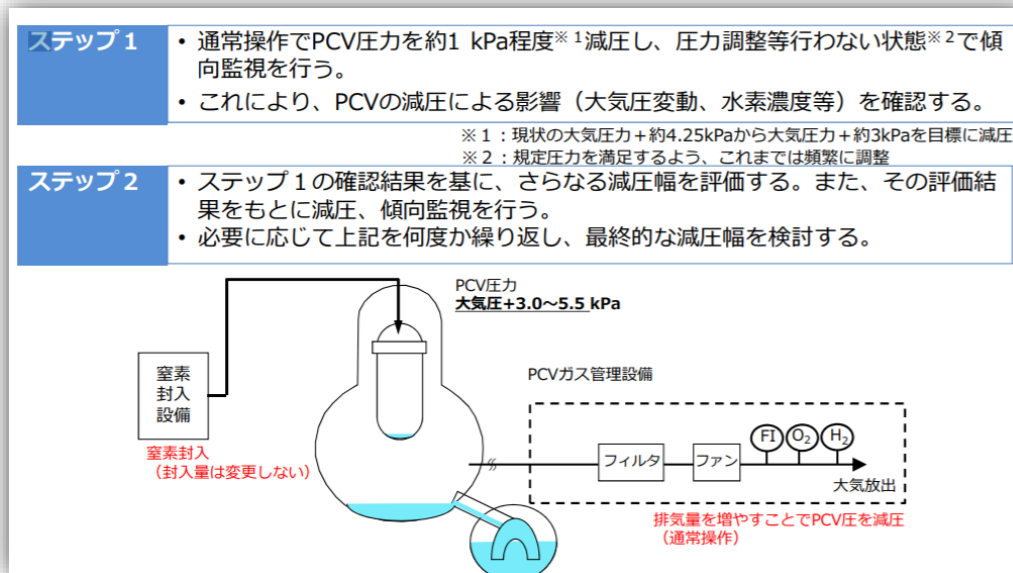 ステップ1
• 通常操作でPCV圧力を約1 kPa程度※1減圧し、圧力調整等行わない状態※2で傾
向監視を行う。
• これにより、PCVの減圧による影響（大気圧変動、水素濃度等）を確認する。
※1：現状の大気圧力＋約4.25kPaから大気圧力＋約3kPaを目標に減圧
※2：規定圧力を満足するよう、これまでは頻繁に調整
ステップ2
• ステップ1の確認結果を基に、さらなる減圧幅を評価する。また、その評価結
果をもとに減圧、傾向監視を行う。
• 必要に応じて上記を何度か繰り返し、最終的な減圧幅を検討する。
PCV圧力
大気圧+3.0～5.5 kPa
窒素
封入
設備
窒素封入
（封入量は変更しない）
PCVガス管理設備
フィルタ
ファン
FI
O2
H2
大気放出
排気量を増やすことでPCV圧を減圧
（通常操作）